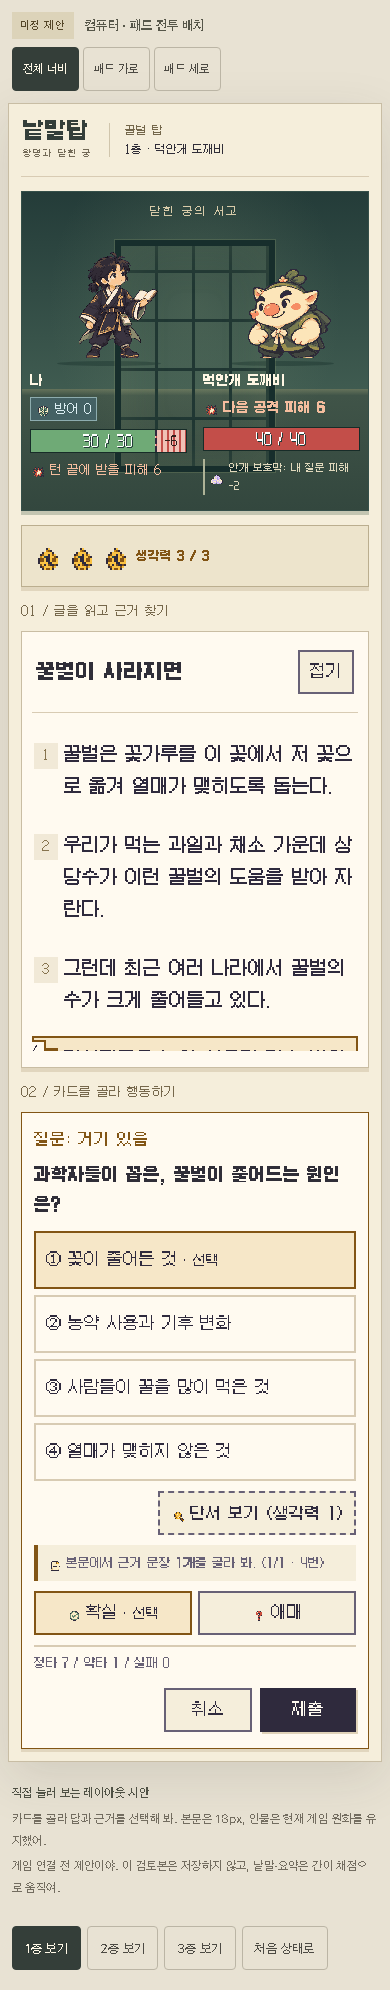 미정 제안 컴퓨터 · 패드 전투 배치
전체 너비 패드 가로 패드 세로
낱말탑
왕명과 닫힌 궁
꿀벌 탑
1층 · 먹안개 도깨비
닫힌 궁의 서고
나
방어 0
30 / 30
-6
턴 끝에 받을 피해 6
먹안개 도깨비
다음 공격 피해 6
40 / 40
안개 보호막: 내 질문 피해
-2
생각력 3 / 3
01 / 글을 읽고 근거 찾기
꿀벌이 사라지면
접기
1 꿀벌은 꽃가루를 이 꽃에서 저 꽃으
로 옮겨 열매가 맺히도록 돕는다.
2 우리가 먹는 과일과 채소 가운데 상
당수가 이런 꿀벌의 도움을 받아 자
란다.
3 그런데 최근 여러 나라에서 꿀벌의
수가 크게 줄어들고 있다.
02 / 카드를 골라 행동하기
질문: 거기 있음
과학자들이 꼽은, 꿀벌이 줄어드는 원인
은?
① 꽃이 줄어든 것 · 선택
② 농약 사용과 기후 변화
③ 사람들이 꿀을 많이 먹은 것
④ 열매가 맺히지 않은 것
단서 보기 (생각력 1)
본문에서 근거 문장 1개를 골라 봐. (1/1 · 4번)
확실 · 선택
애매
정타 7 / 약타 1 / 실패 0
취소 제출
직접 눌러 보는 레이아웃 시안
카드를 골라 답과 근거를 선택해 봐. 본문은 18px, 인물은 현재 게임 원화를 유
지했어.
게임 연결 전 제안이야. 이 검토본은 저장하지 않고, 낱말·요약은 간이 채점으
로 움직여.
1층 보기 2층 보기 3층 보기 처음 상태로